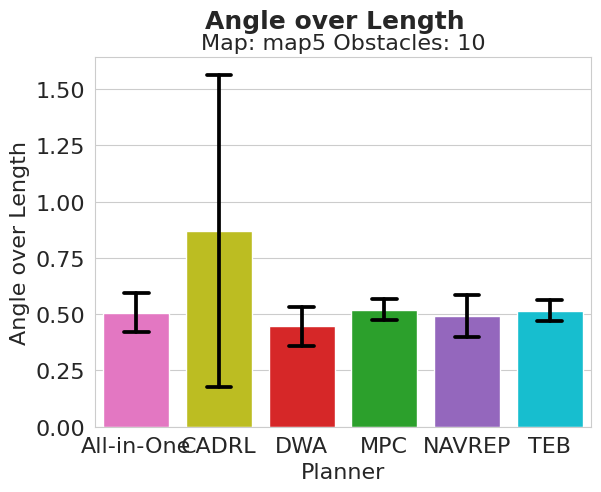 Angle over Length
Map: map5 Obstacles: 10
Angle over Length
1.50
1.25
1.00
0.75
0.50
0.25
0.00
All-in-One CADRL DWA MPC NAVREP TEB
Planner